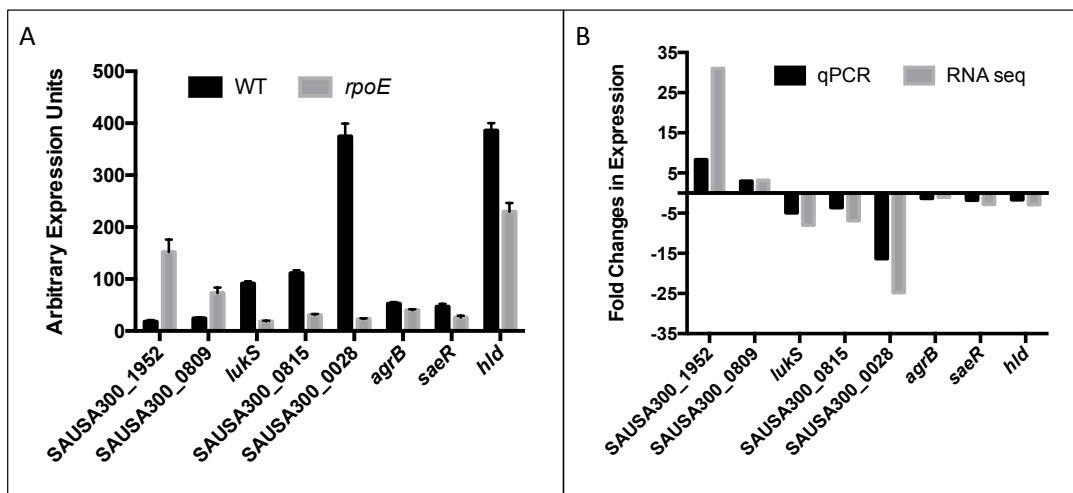 A
Arbitrary Expression Units
500
400
300
200
100
0
WT
rpoE
SAUSA300_1952
SAUSA300_0809
lukS
SAUSA300_0815
SAUSA300_0028
agrB
saeR
hld
B
Fold Changes in Expression
35
25
15
5
-5
-15
-25
-35
qPCR
RNA seq
SAUSA300_1952
SAUSA300_0809
lukS
SAUSA300_0815
SAUSA300_0028
agrB
saeR
hld